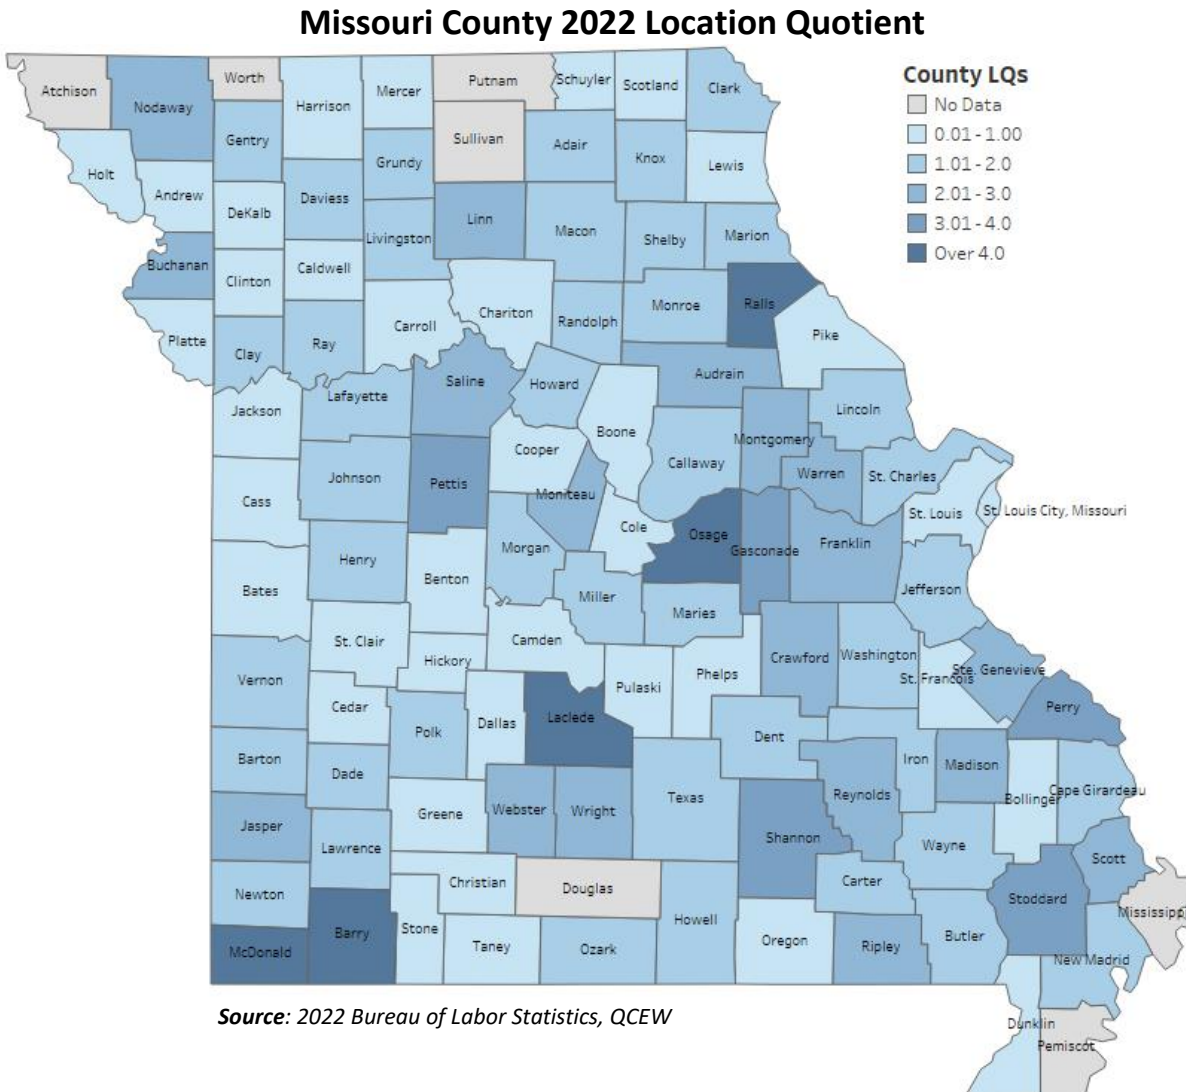 Missouri County 2022 Location Quotient
County LQs
No Data
0.01 - 1.00
1.01 - 2.0
2.01 - 3.0
3.01 - 4.0
Over 4.0
Atchison
Nodaway
Worth
Harrison
Mercer
Putnam
Schuyler
Scotland
Clark
Gentry
Sullivan
Adair
Knox
Lewis
Holt
Andrew
DeKalb
Daviess
Grundy
Livingston
Linn
Macon
Shelby
Marion
Buchanan
Clinton
Caldwell
Carroll
Chariton
Randolph
Monroe
Ralls
Pike
Platte
Clay
Ray
Saline
Howard
Audrain
Jackson
Lafayette
Boone
Callaway
Montgomery
Lincoln
Cass
Johnson
Pettis
Cooper
Moniteau
Cole
Osage
Gasconade
Warren
St. Charles
St. Louis
St. Louis City, Missouri
Franklin
Jefferson
Bates
Henry
Benton
Morgan
Miller
Maries
St. Clair
Hickory
Camden
Pulaski
Phelps
Crawford
Washington
St. Francois
Ste. Genevieve
Perry
Vernon
Cedar
Polk
Dallas
Laclede
Dent
Iron
Madison
Bollinger
Cape Girardeau
Barton
Dade
Greene
Webster
Wright
Texas
Reynolds
Shannon
Wayne
Jasper
Lawrence
Christian
Douglas
Howell
Carter
Stoddard
Scott
Mississippi
Newton
McDonald
Barry
Stone
Taney
Ozark
Oregon
Ripley
Butler
New Madrid
Dunklin
Pemiscot
Source: 2022 Bureau of Labor Statistics, QCEW